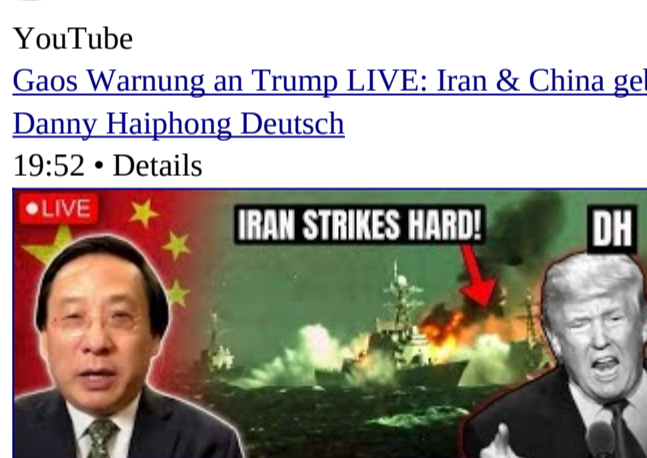 YouTube
Gaos Warnung an Trump LIVE: Iran & China
Danny Haiphong Deutsch
19:52 • Details
LIVE
IRAN STRIKES HARD!
DH